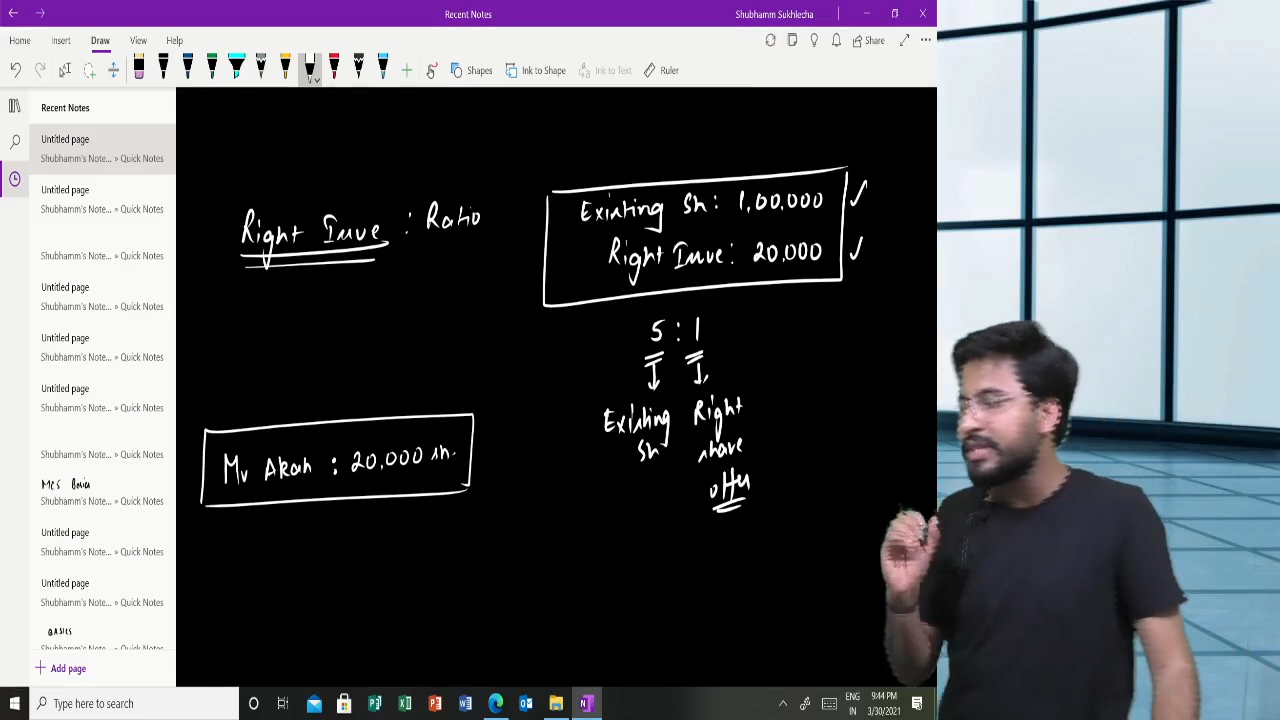 Recent Notes
Shubhamm Sukhlecha
Home Insert Draw View Help
Share
Shapes
Ink to Shape
Ink to Text
Ruler
Recent Notes
Untitled page
Shubhamm's Note... » Quick Notes
Untitled page
Shubhamm's Note... » Quick Notes
Shubhamm's Note... » Quick Notes
Untitled page
Shubhamm's Note... » Quick Notes
Untitled page
Shubhamm's Note... » Quick Notes
Untitled page
Shubhamm's Note... » Quick Notes
Shubhamm's Note... » Quick Notes
Shubhamm's Note... » Quick Notes
Untitled page
Shubhamm's Note... » Quick Notes
Untitled page
Shubhamm's Note... » Quick Notes
BASICS
Shubhamm's Note... » Quick Notes
Add page
Right Issue : Ratio
Existing Sh: 1,00,000
Right Issue: 20,000
5 : 1
Existing Sh
Right share offer
Mr Akash : 20,000 sh.
Type here to search
ENG
IN
9:44 PM
3/30/2021